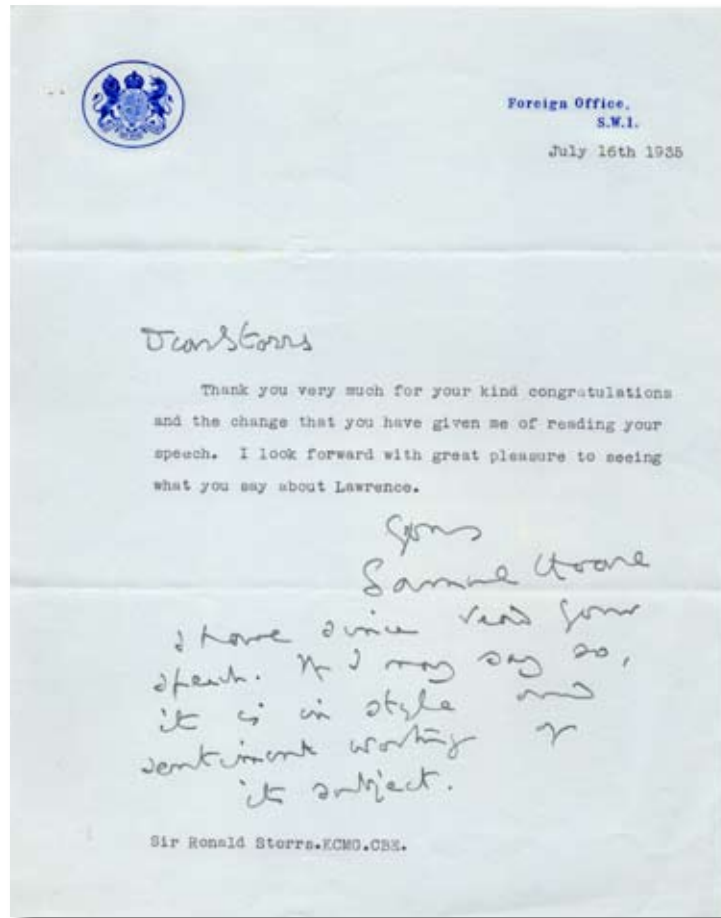 Foreign Office,
S.W.1.
July 16th 1935
Dear Storrs
Thank you very much for your kind congratulations
and the change that you have given me of reading your
speech. I look forward with great pleasure to seeing
what you say about Lawrence.
Yours
Samuel Hoare
I have since read your
speech. If I may say so,
it is in style and
sentiment worthy of
its subject.
Sir Ronald Storrs.KCMG.CBE.